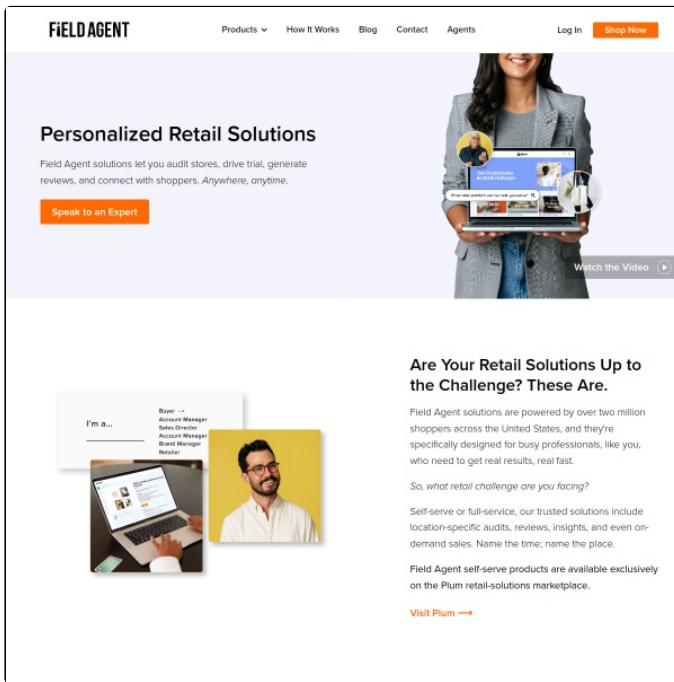 FiELD AGENT
Products
How It Works
Blog
Contact
Agents
Log In
Shop Now
Personalized Retail Solutions
Field Agent solutions let you audit stores, drive trial, generate
reviews, and connect with shoppers. Anywhere, anytime.
Speak to an Expert
Watch the Video
I'm a...
Buyer →
Account Manager
Sales Director
Account Manager
Brand Manager
Retailer
Are Your Retail Solutions Up to
the Challenge? These Are.
Field Agent solutions are powered by over two million
shoppers across the United States, and they're
specifically designed for busy professionals, like you,
who need to get real results, real fast.
So, what retail challenge are you facing?
Self-serve or full-service, our trusted solutions include
location-specific audits, reviews, insights, and even on-
demand sales. Name the time; name the place.
Field Agent self-serve products are available exclusively
on the Plum retail-solutions marketplace.
Visit Plum →